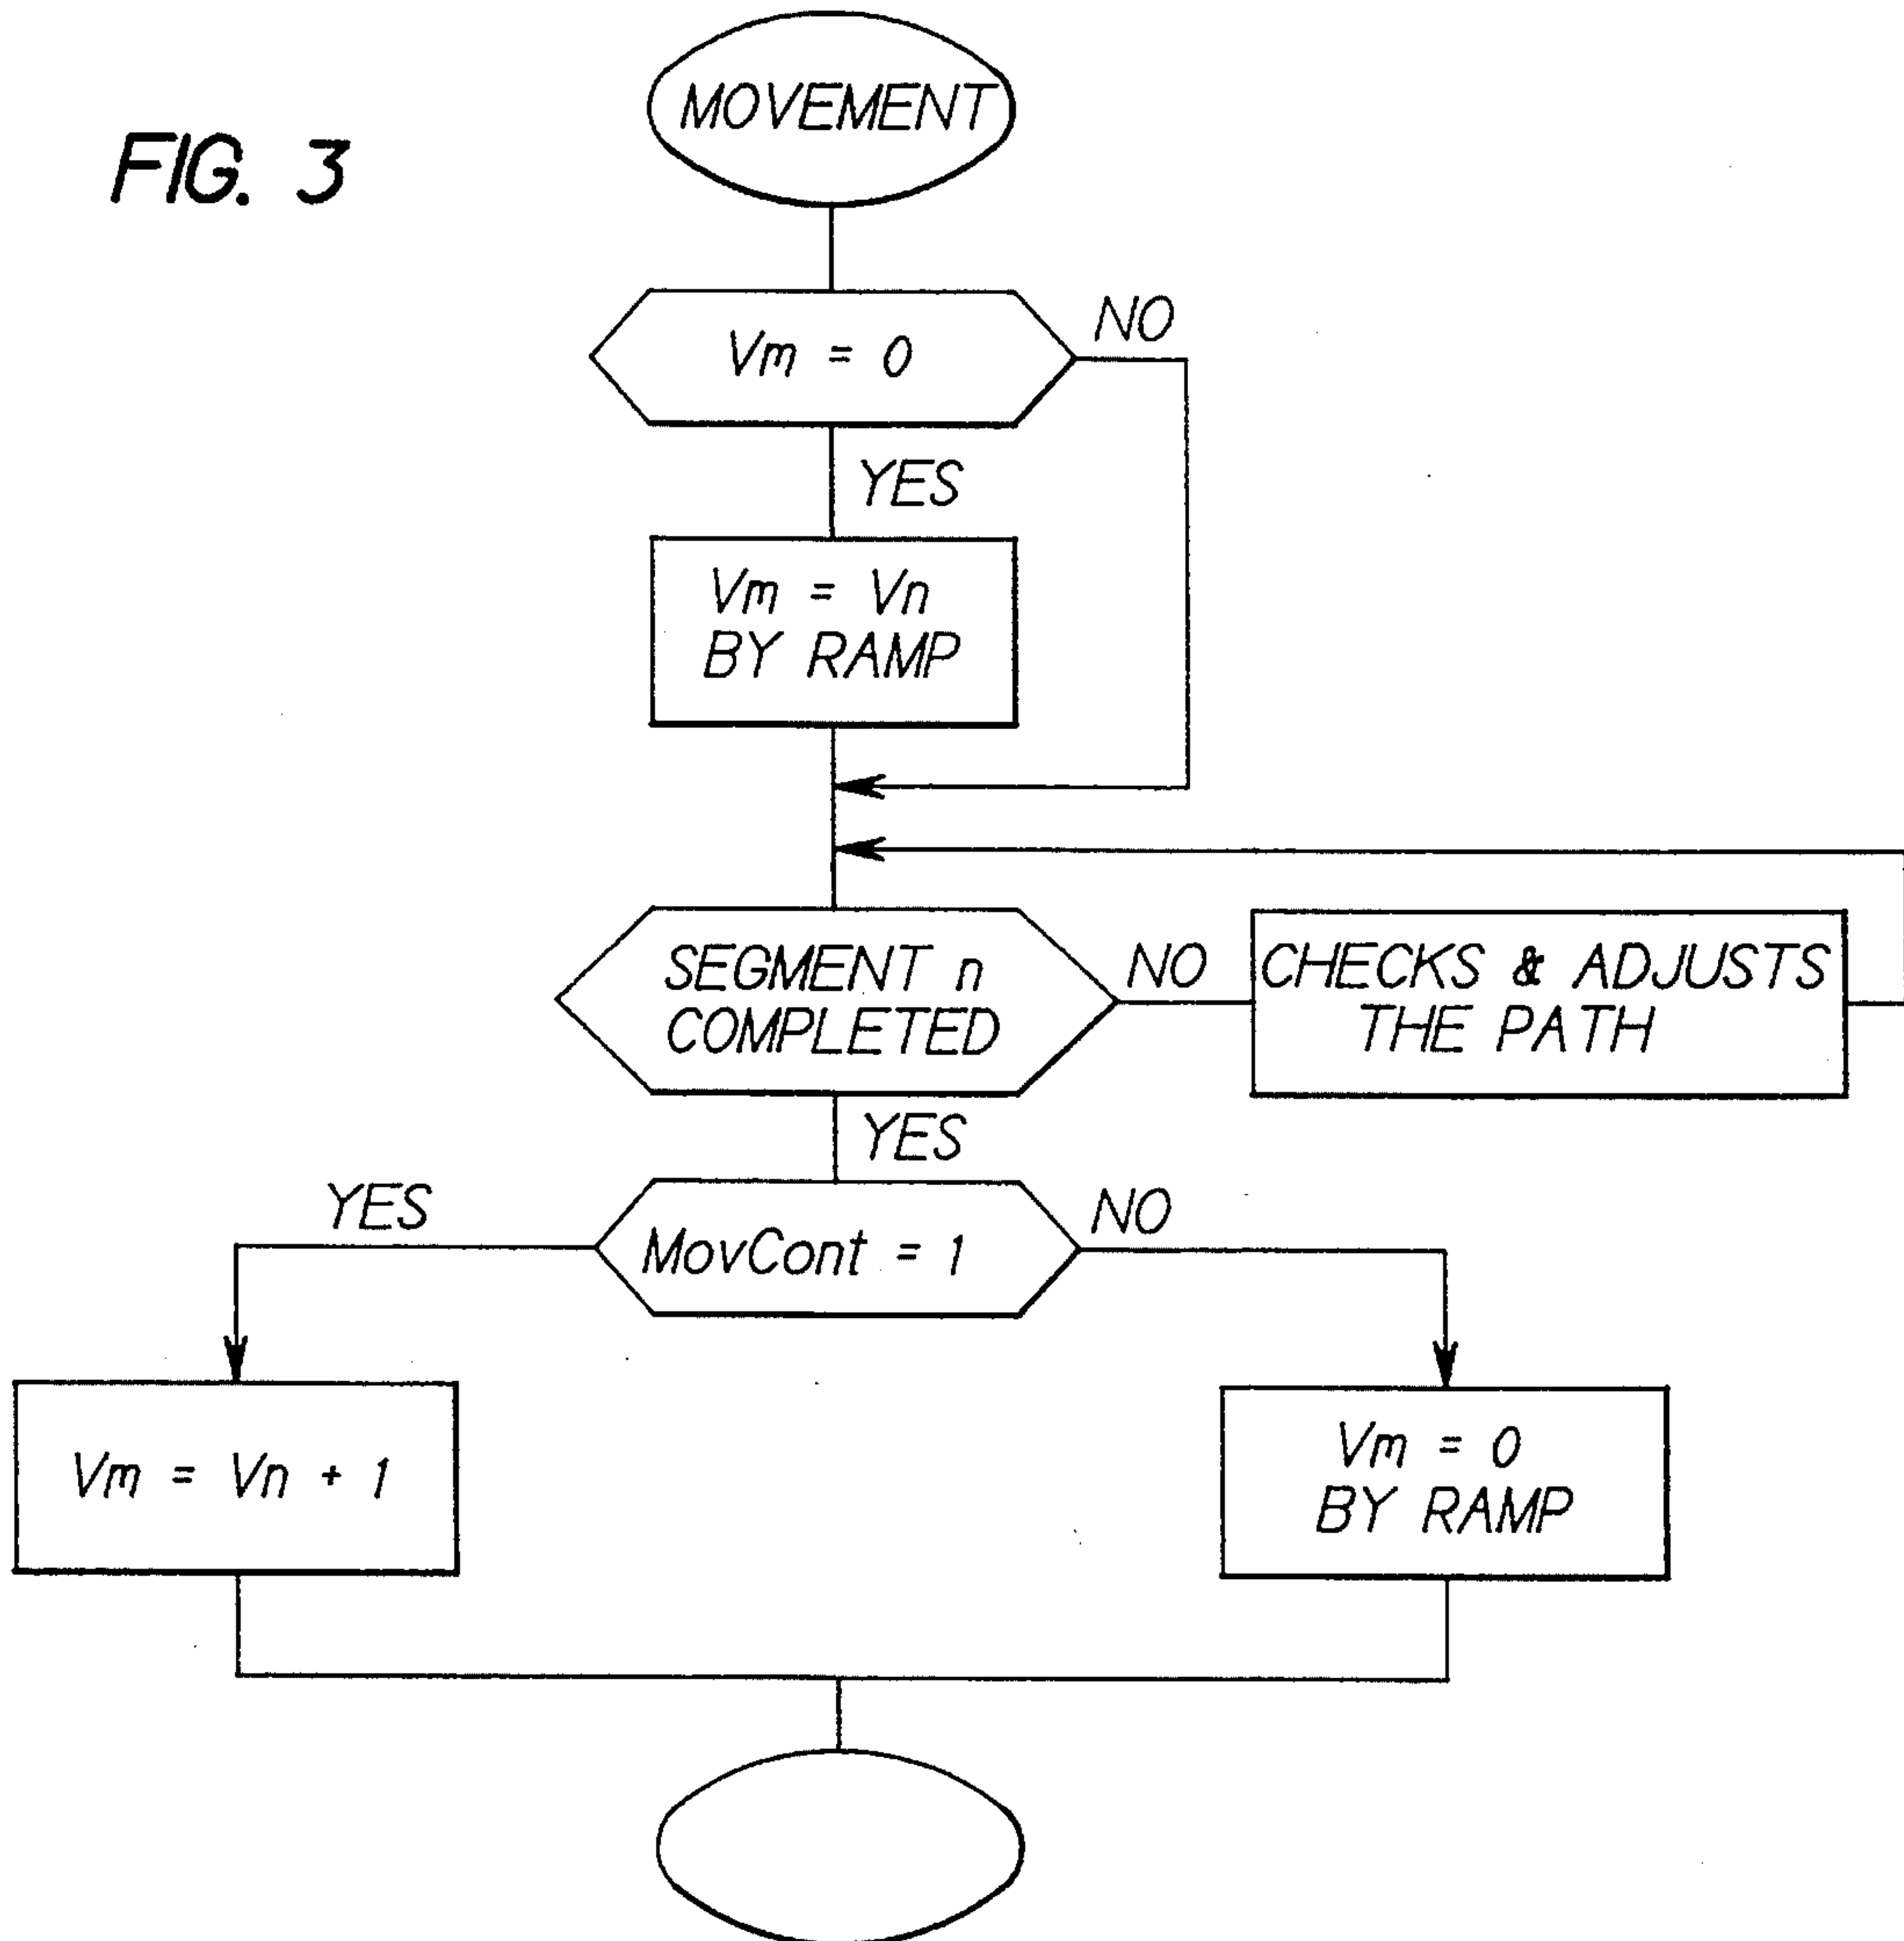 FIG. 3
MOVEMENT
Vm = 0
NO
YES
Vm = Vn
BY RAMP
SEGMENT n
COMPLETED
NO
CHECKS & ADJUSTS
THE PATH
YES
YES
MovCont = 1
NO
Vm = Vn + 1
Vm = 0
BY RAMP